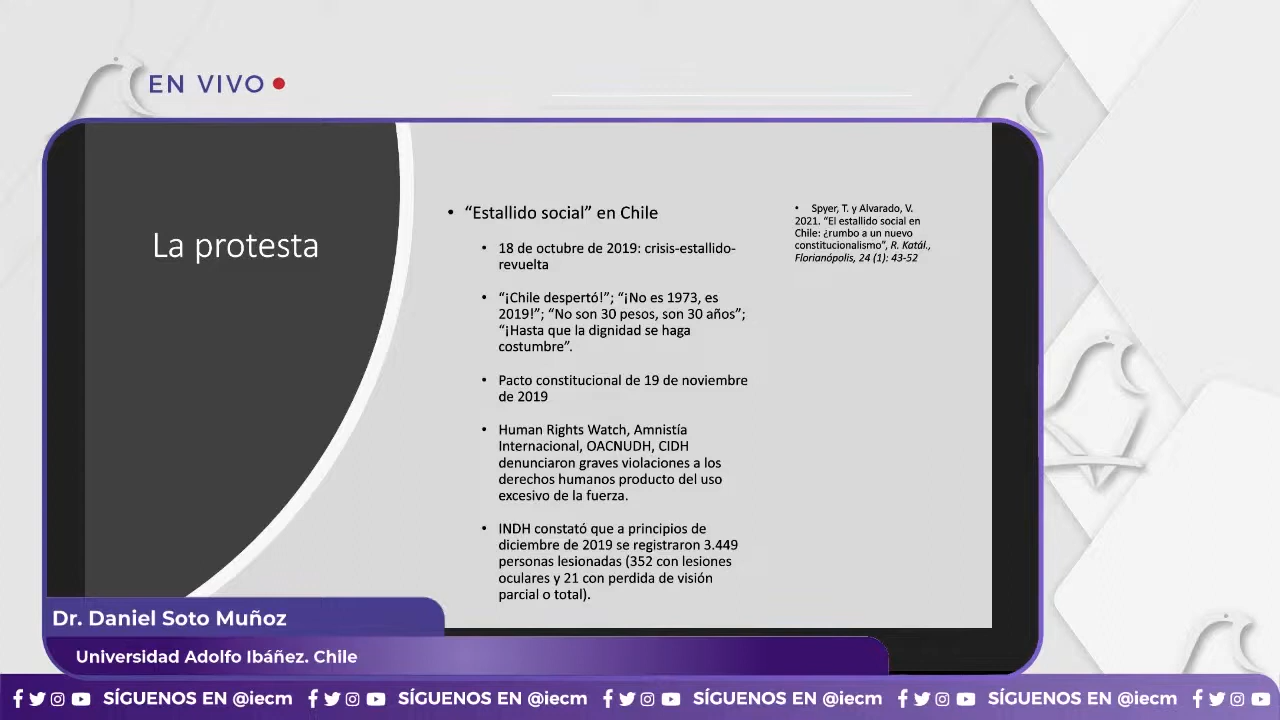 EN VIVO
La protesta
• “Estallido social” en Chile
• 18 de octubre de 2019: crisis-estallido-
revuelta
• “¡Chile despertó!”; “¡No es 1973, es
2019!”; “No son 30 pesos, son 30 años”;
“¡Hasta que la dignidad se haga
costumbre”.
• Pacto constitucional de 19 de noviembre
de 2019
• Human Rights Watch, Amnistía
Internacional, OACNUDH, CIDH
denunciaron graves violaciones a los
derechos humanos producto del uso
excesivo de la fuerza.
• INDH constató que a principios de
diciembre de 2019 se registraron 3.449
personas lesionadas (352 con lesiones
oculares y 21 con perdida de visión
parcial o total).
• Spyer, T. y Alvarado, V.
2021. “El estallido social en
Chile: ¿rumbo a un nuevo
constitucionalismo”, R. Katál.,
Florianópolis, 24 (1): 43-52
Dr. Daniel Soto Muñoz
Universidad Adolfo Ibáñez. Chile
SÍGUENOS EN @iecm SÍGUENOS EN @iecm SÍGUENOS EN @iecm SÍGUENOS EN @iecm